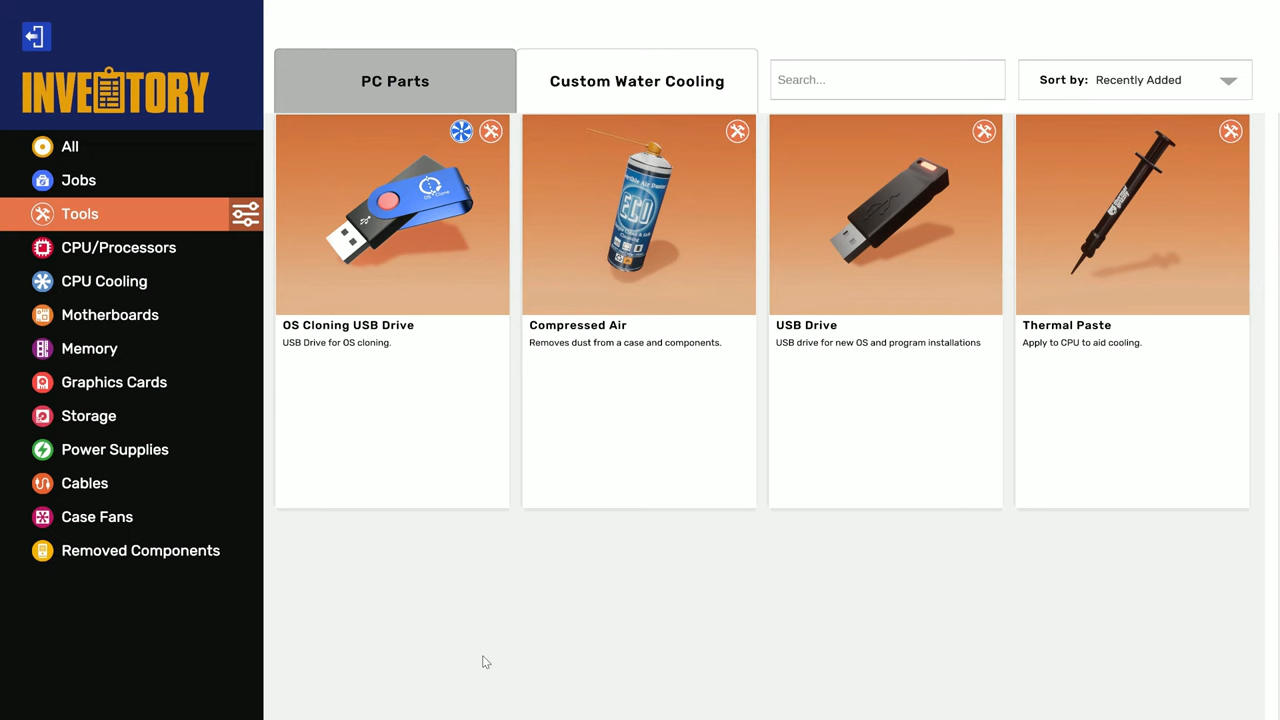 INVENTORY
All
Jobs
Tools
CPU/Processors
CPU Cooling
Motherboards
Memory
Graphics Cards
Storage
Power Supplies
Cables
Case Fans
Removed Components
PC Parts
Custom Water Cooling
Search...
Sort by: Recently Added
OS Clone
OS Cloning USB Drive
USB Drive for OS cloning.
ECO
Compressed Air
Removes dust from a case and components.
USB Drive
USB drive for new OS and program installations
Thermal Paste
Apply to CPU to aid cooling.